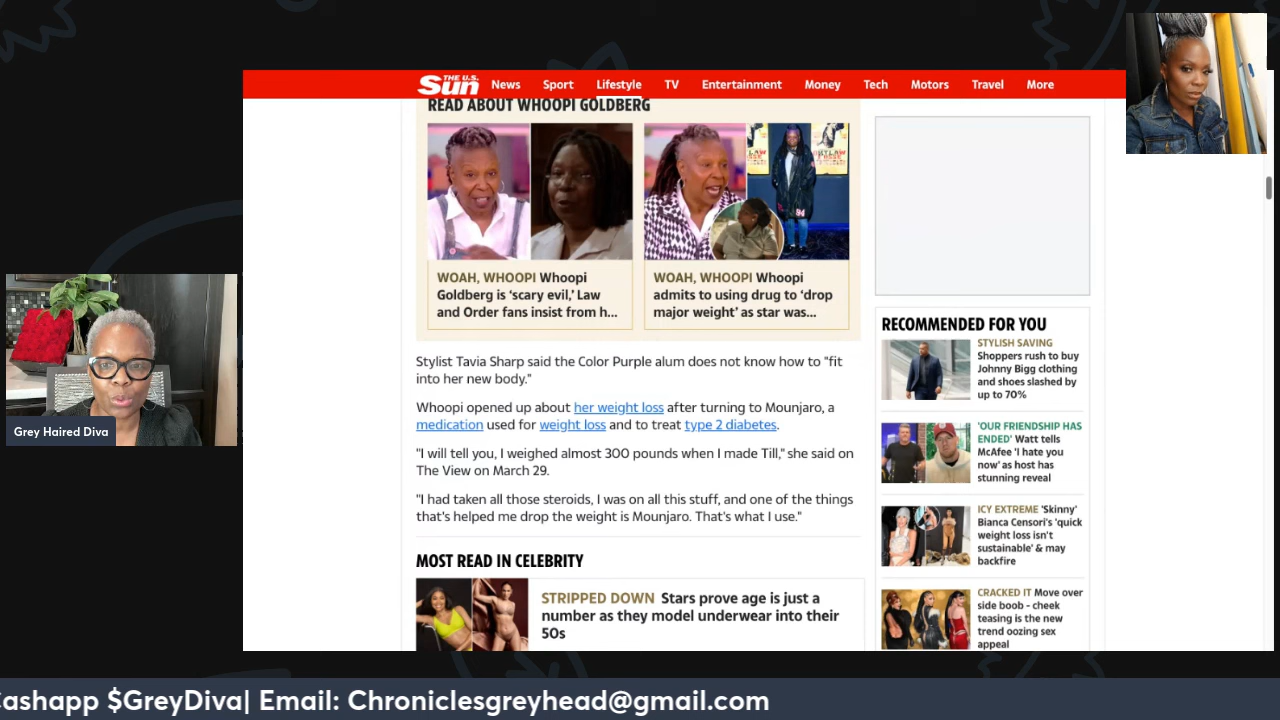 THE U.S. Sun News Sport Lifestyle TV Entertainment Money Tech Motors Travel More
READ ABOUT WHOOPI GOLDBERG
WOAH, WHOOPI Whoopi
Goldberg is ‘scary evil,’ Law
and Order fans insist from h...
WOAH, WHOOPI Whoopi
admits to using drug to ‘drop
major weight’ as star was...
Stylist Tavia Sharp said the Color Purple alum does not know how to "fit
into her new body."
Whoopi opened up about her weight loss after turning to Mounjaro, a
medication used for weight loss and to treat type 2 diabetes.
"I will tell you, I weighed almost 300 pounds when I made Till," she said on
The View on March 29.
"I had taken all those steroids, I was on all this stuff, and one of the things
that's helped me drop the weight is Mounjaro. That's what I use."
MOST READ IN CELEBRITY
STRIPPED DOWN Stars prove age is just a
number as they model underwear into their
50s
RECOMMENDED FOR YOU
STYLISH SAVING
Shoppers rush to buy
Johnny Bigg clothing
and shoes slashed by
up to 70%
'OUR FRIENDSHIP HAS
ENDED' Watt tells
McAfee 'I hate you
now' as host has
stunning reveal
ICY EXTREME 'Skinny'
Bianca Censori's 'quick
weight loss isn't
sustainable' & may
backfire
CRACKED IT Move over
side boob - cheek
teasing is the new
trend oozing sex
appeal
Grey Haired Diva
Cashapp $GreyDiva| Email: Chroniclesgreyhead@gmail.com